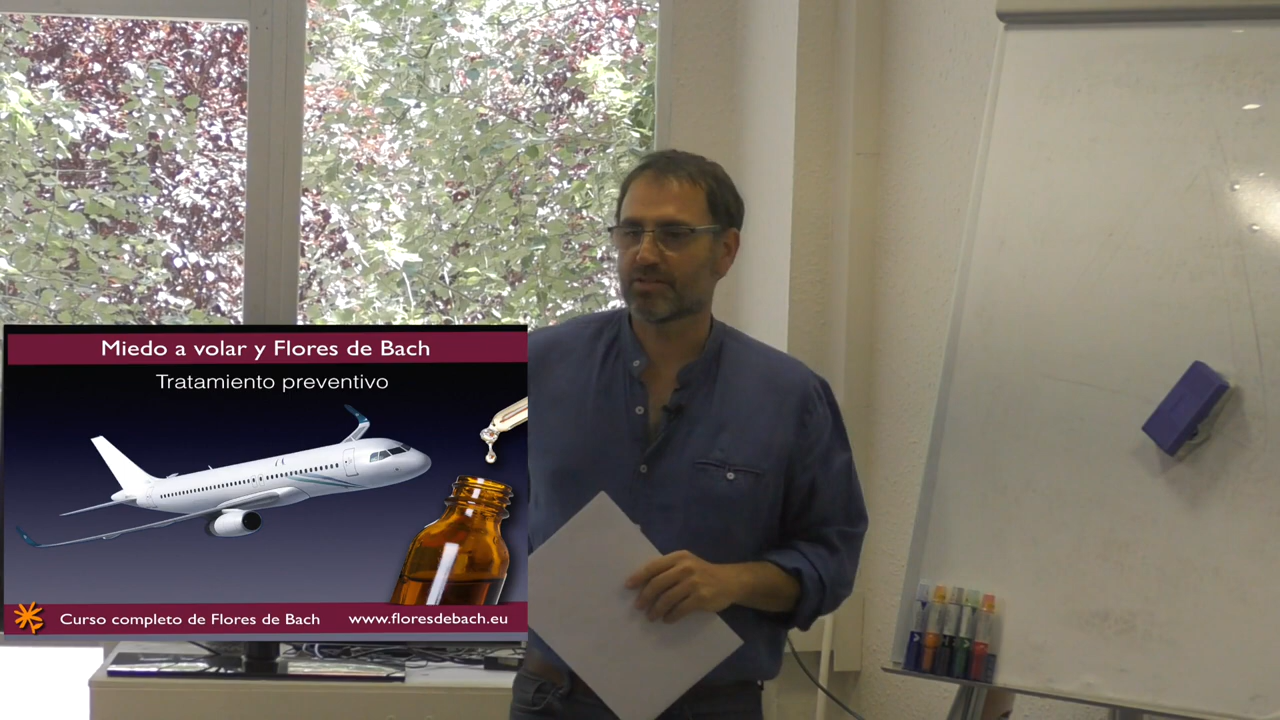 Miedo a volar y Flores de Bach
Tratamiento preventivo
Curso completo de Flores de Bach www.floresdebach.eu